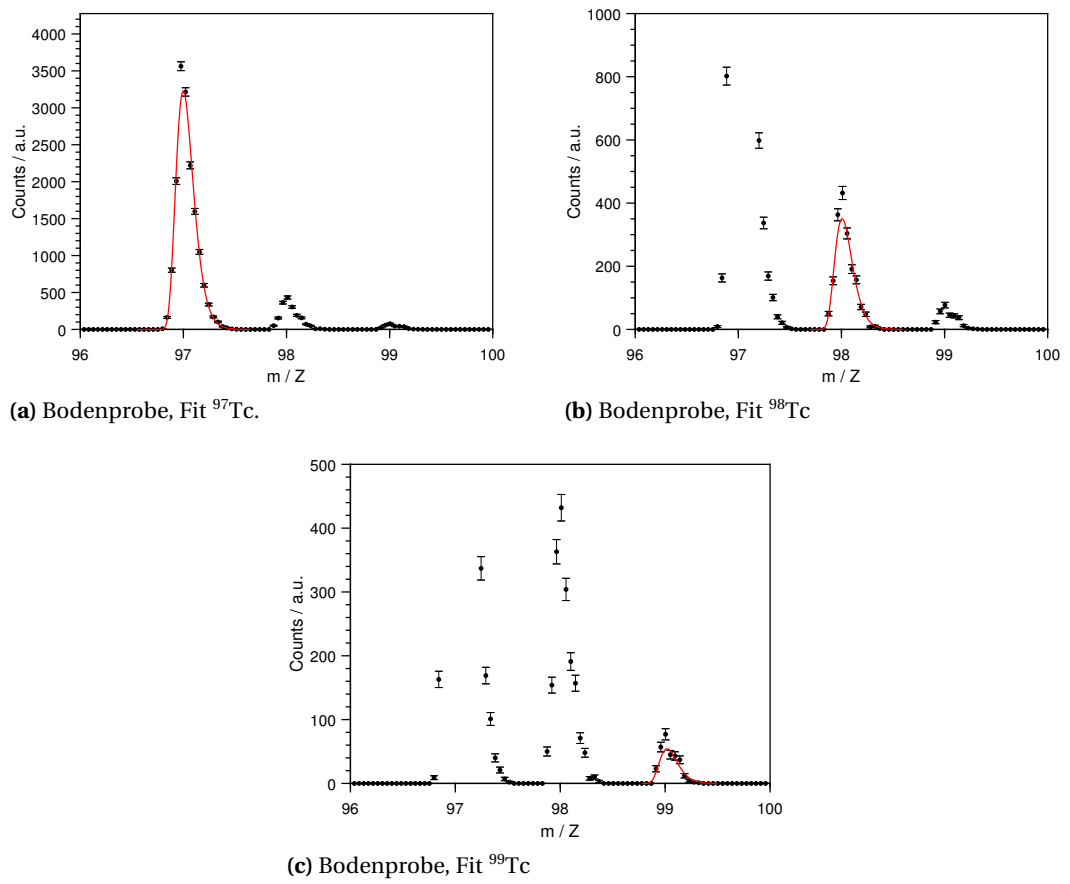 4000
3500
3000
2500
2000
1500
1000
500
0
Counts / a.u.
96 97 98 99 100
m / Z
(a) Bodenprobe, Fit ⁹⁷Tc.
1000
800
600
400
200
0
Counts / a.u.
96 97 98 99 100
m / Z
(b) Bodenprobe, Fit ⁹⁸Tc
500
400
300
200
100
0
Counts / a.u.
96 97 98 99 100
m / Z
(c) Bodenprobe, Fit ⁹⁹Tc